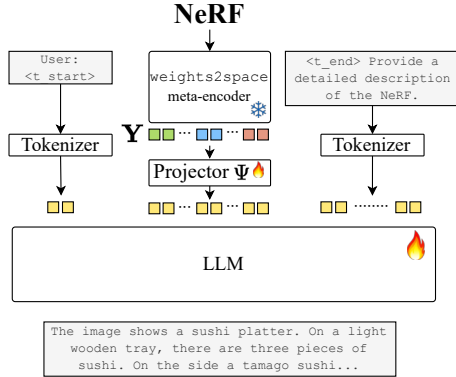 NeRF
User:
<t_start>
weights2space
meta-encoder
<t_end> Provide a
detailed description
of the NeRF.
Y
Tokenizer
Projector Ψ
Tokenizer
LLM
The image shows a sushi platter. On a light
wooden tray, there are three pieces of
sushi. On the side a tamago sushi...